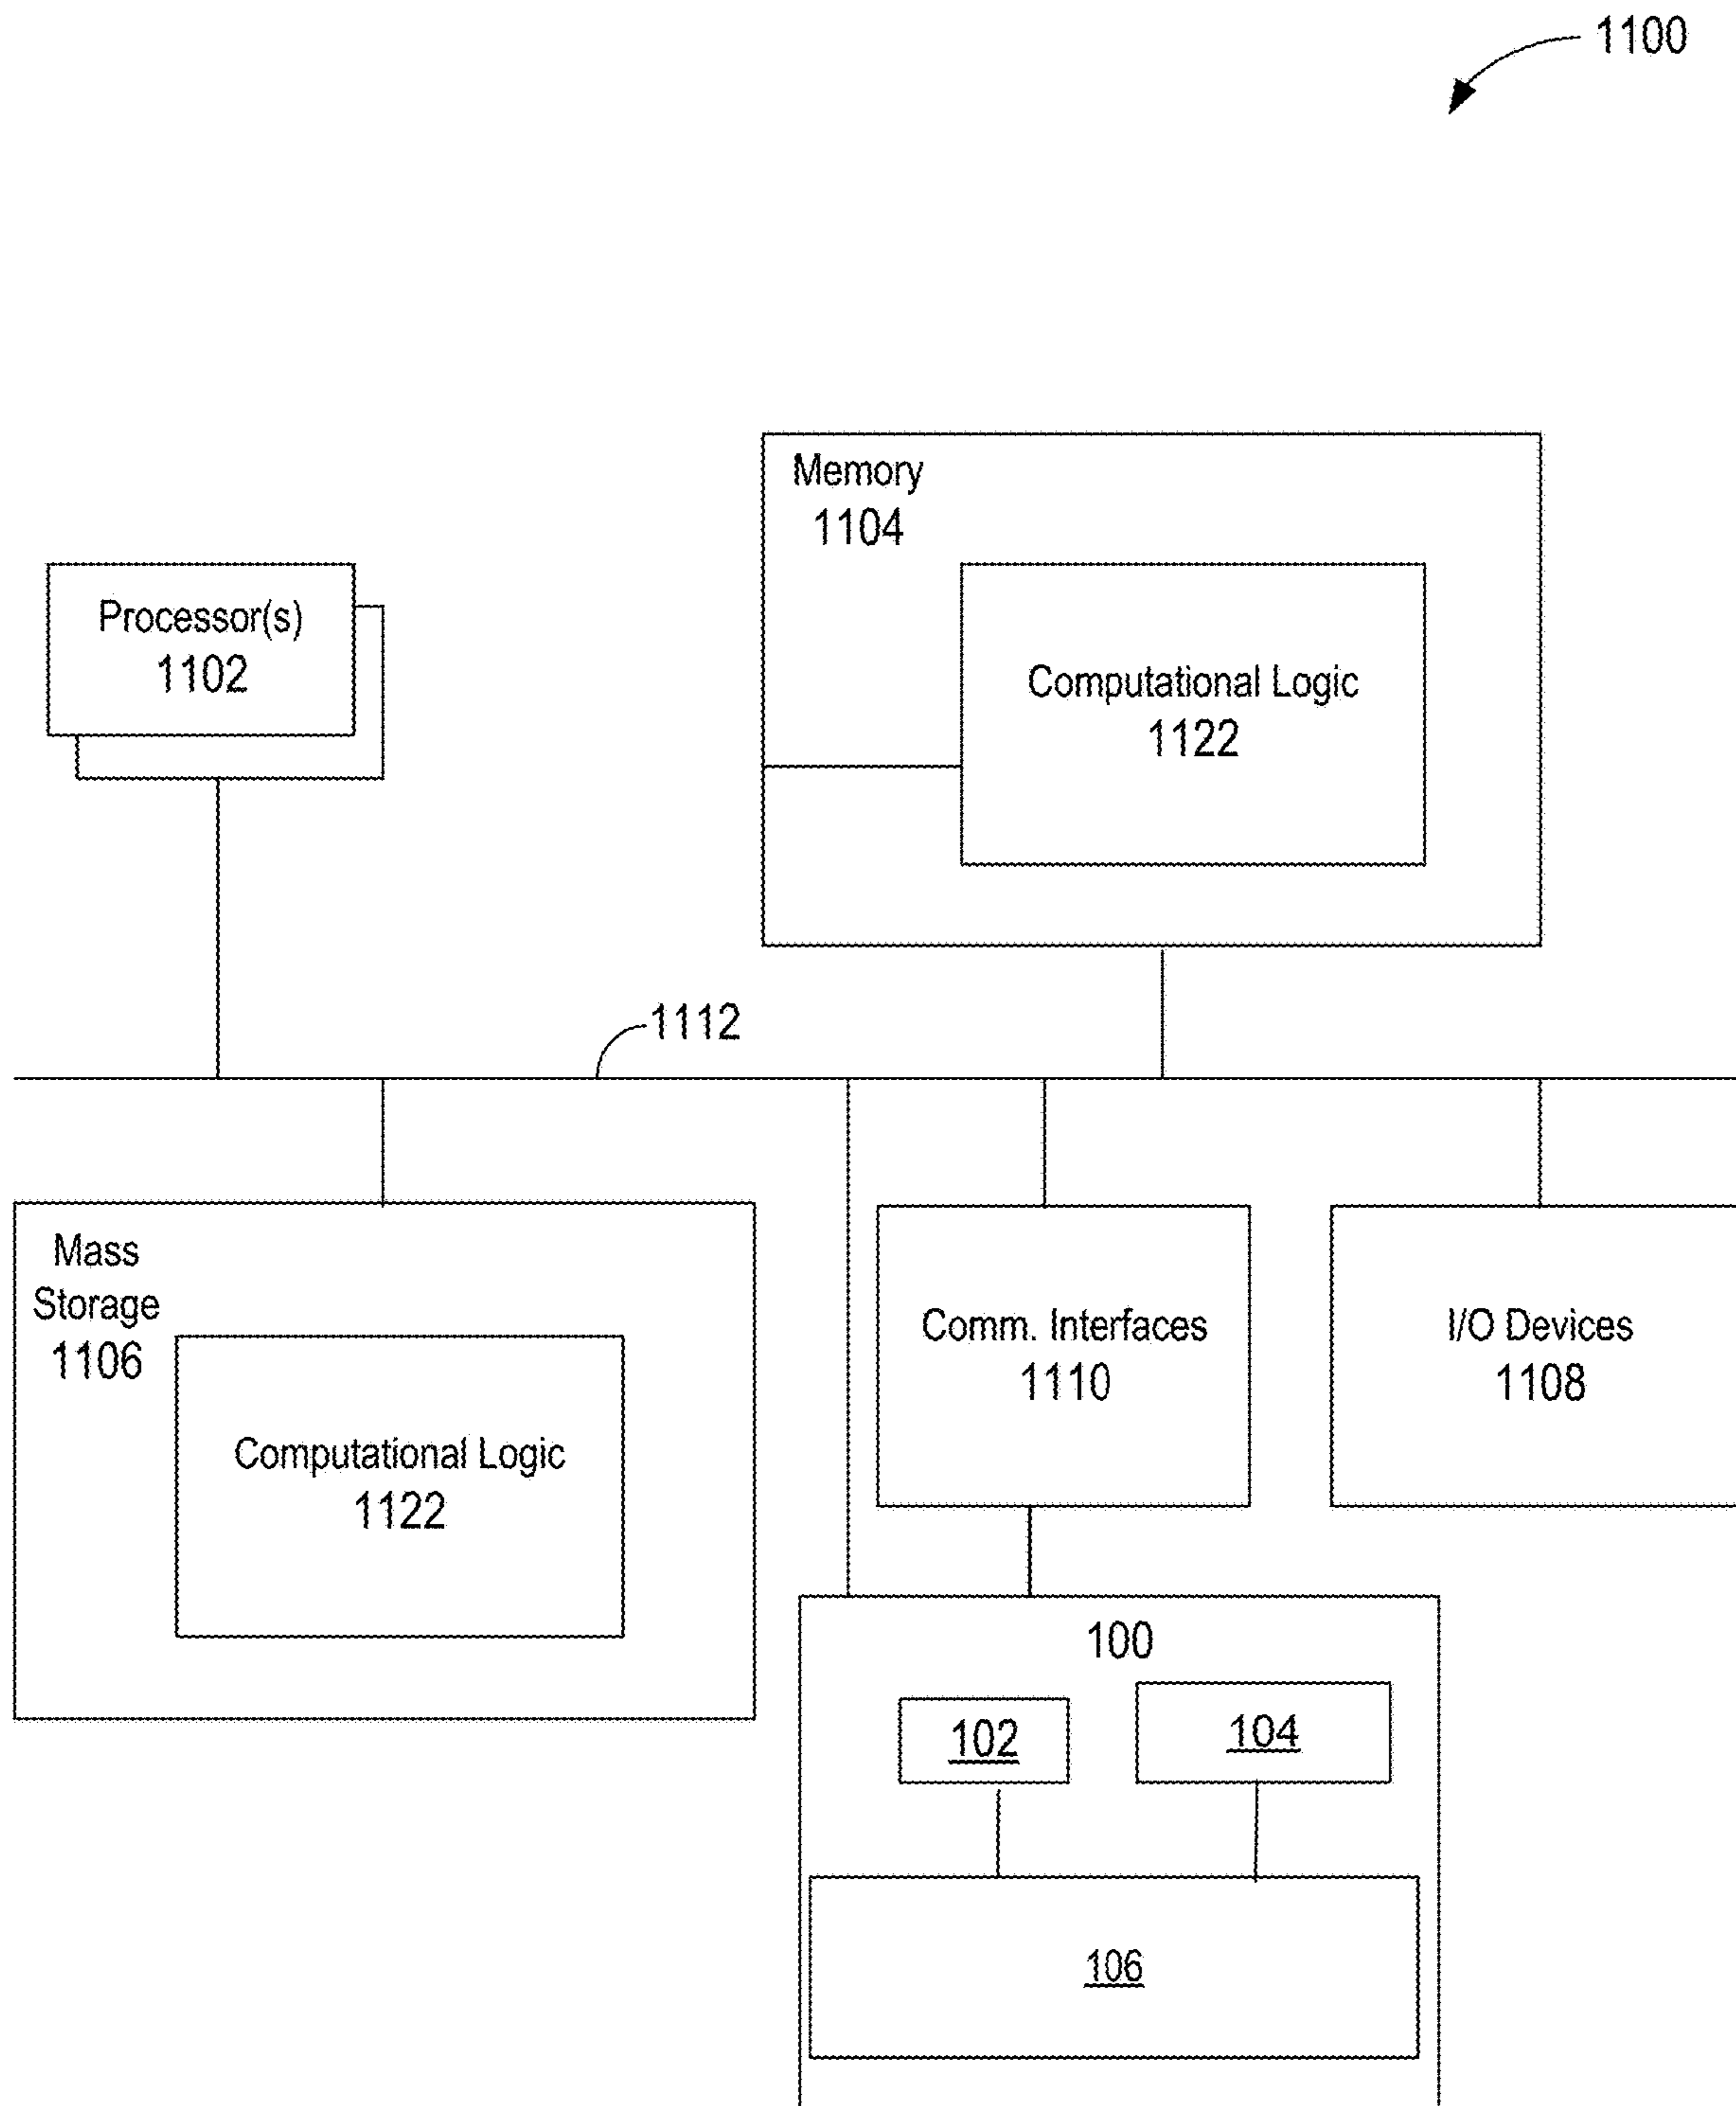 1100
Memory
1104
Processor(s)
1102
Computational Logic
1122
1112
Mass
Storage
1106
Computational Logic
1122
Comm. Interfaces
1110
I/O Devices
1108
100
102
104
106